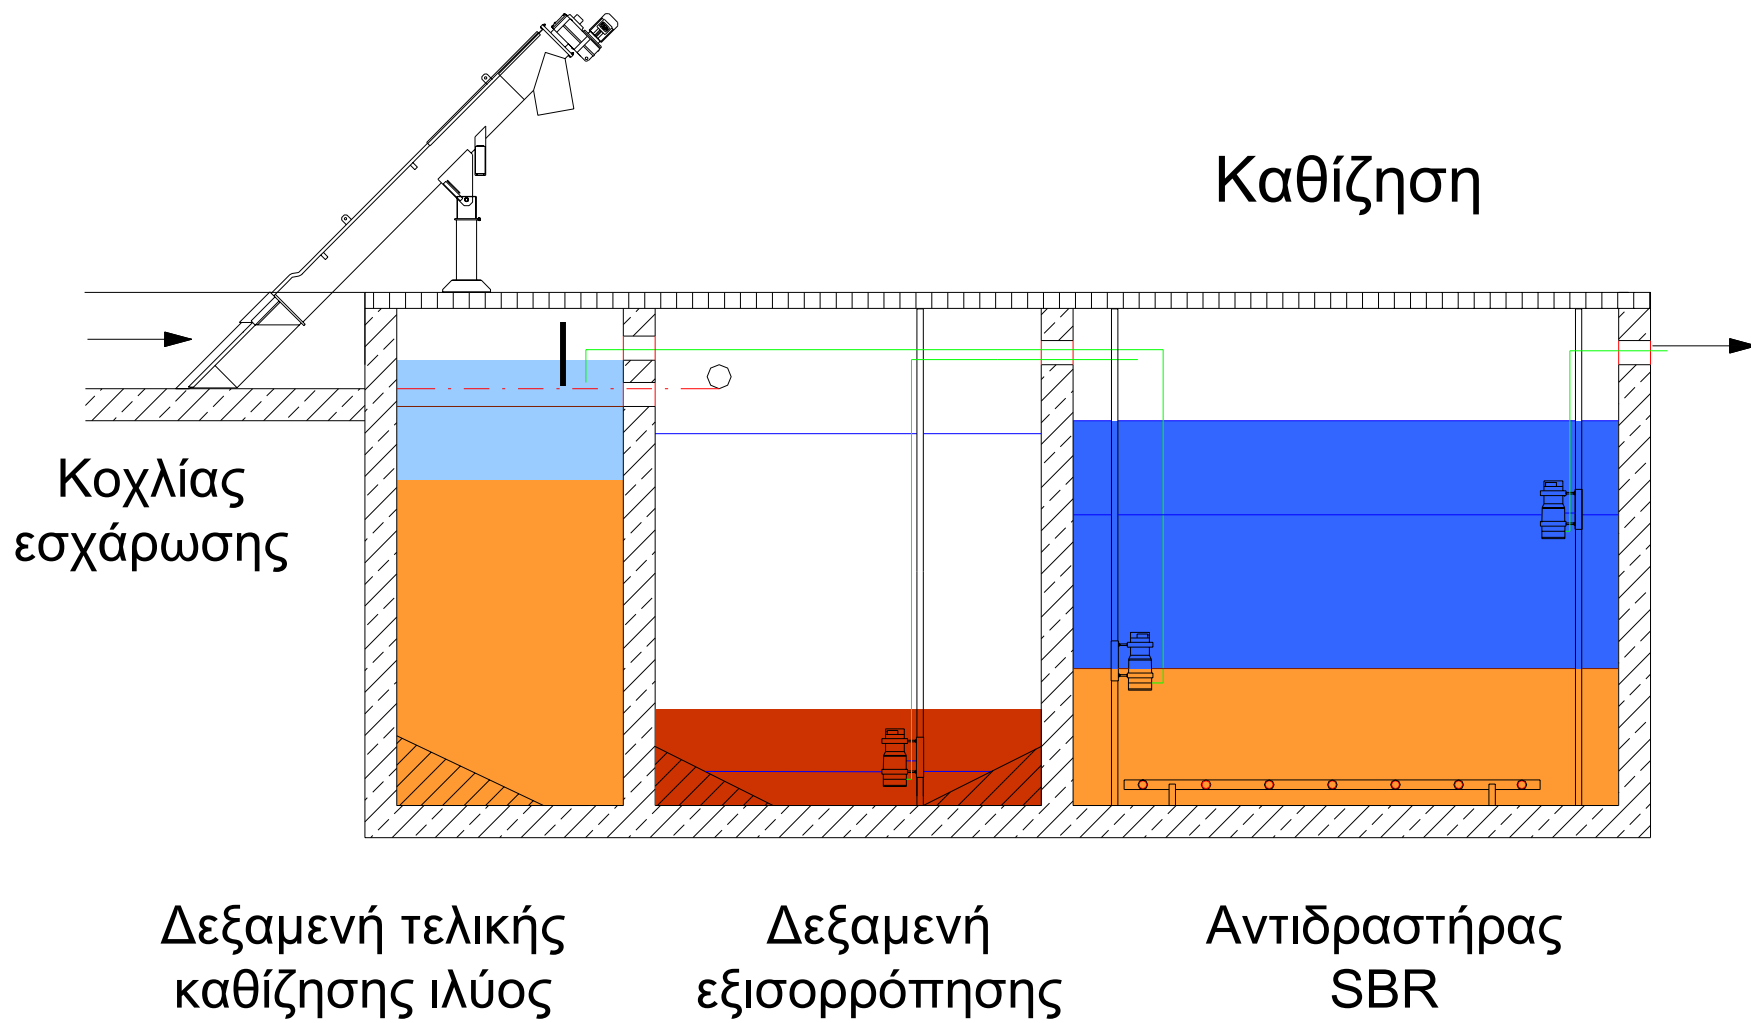 Καθίζηση
Κοχλίας
εσχάρωσης
Δεξαμενή τελικής
καθίζησης ιλύος
Δεξαμενή
εξισορρόπησης
Αντιδραστήρας
SBR